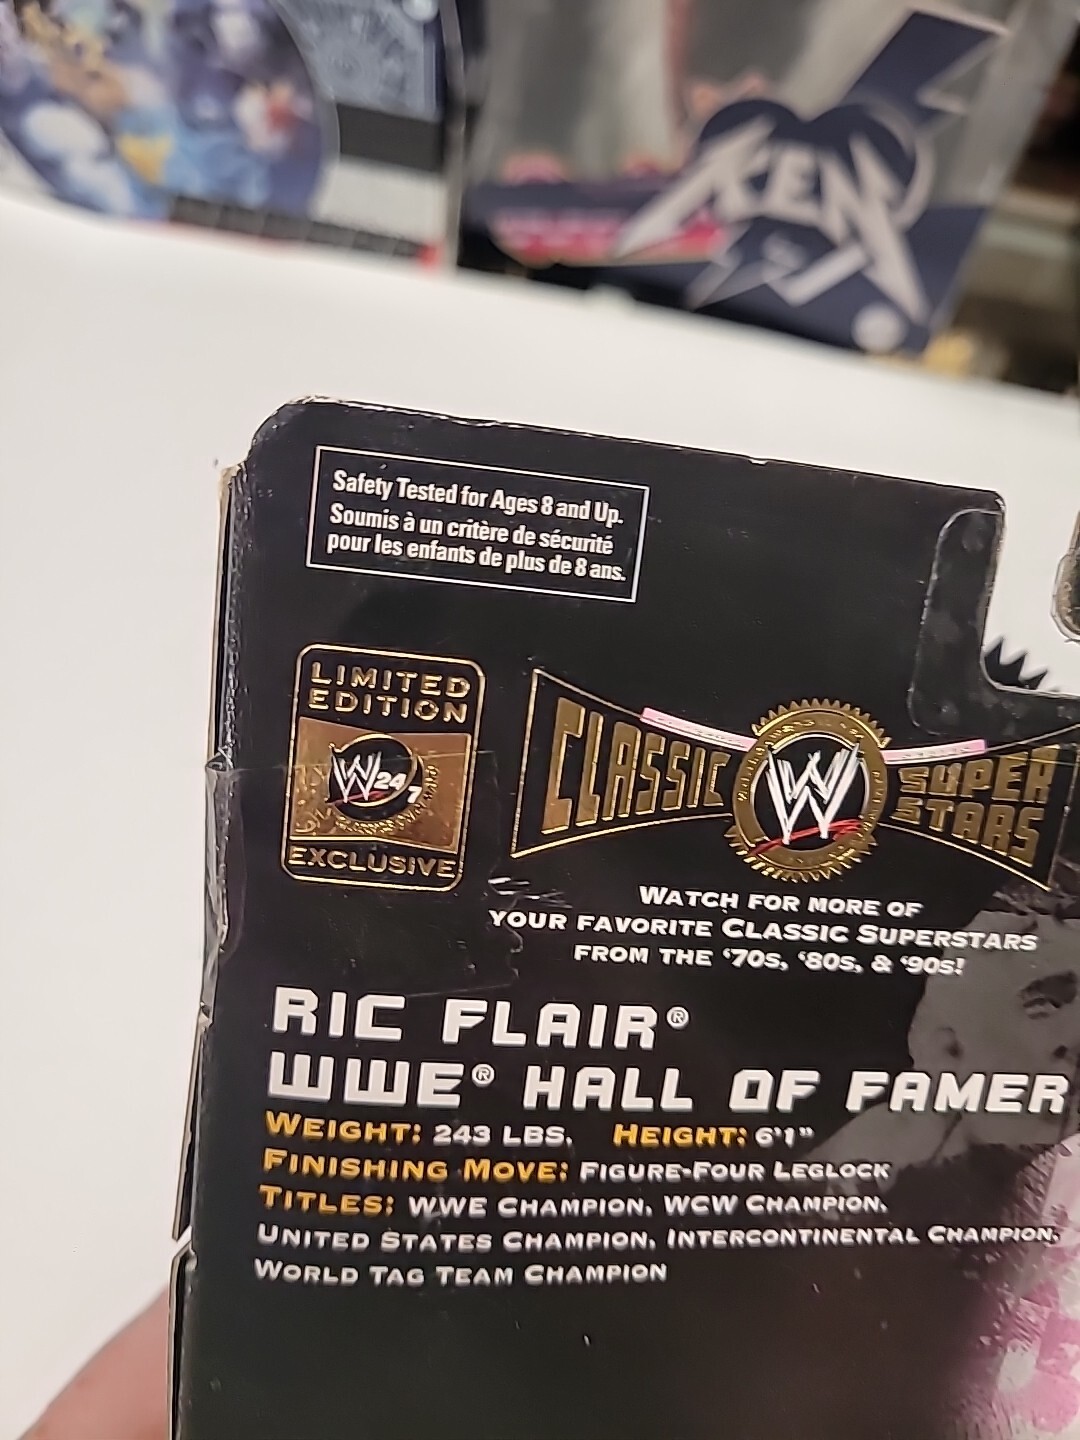 KEN
Safety Tested for Ages 8 and Up.
Soumis à un critère de sécurité
pour les enfants de plus de 8 ans.
LIMITED
EDITION
W 24 7
EXCLUSIVE
CLASSIC
W
SUPER
STARS
WATCH FOR MORE OF
YOUR FAVORITE CLASSIC SUPERSTARS
FROM THE '70S, '80S, & '90S!
RIC FLAIR®
WWE® HALL OF FAMER
WEIGHT: 243 LBS. HEIGHT: 6'1"
FINISHING MOVE: FIGURE-FOUR LEGLOCK
TITLES: WWE CHAMPION, WCW CHAMPION,
UNITED STATES CHAMPION, INTERCONTINENTAL CHAMPION,
WORLD TAG TEAM CHAMPION